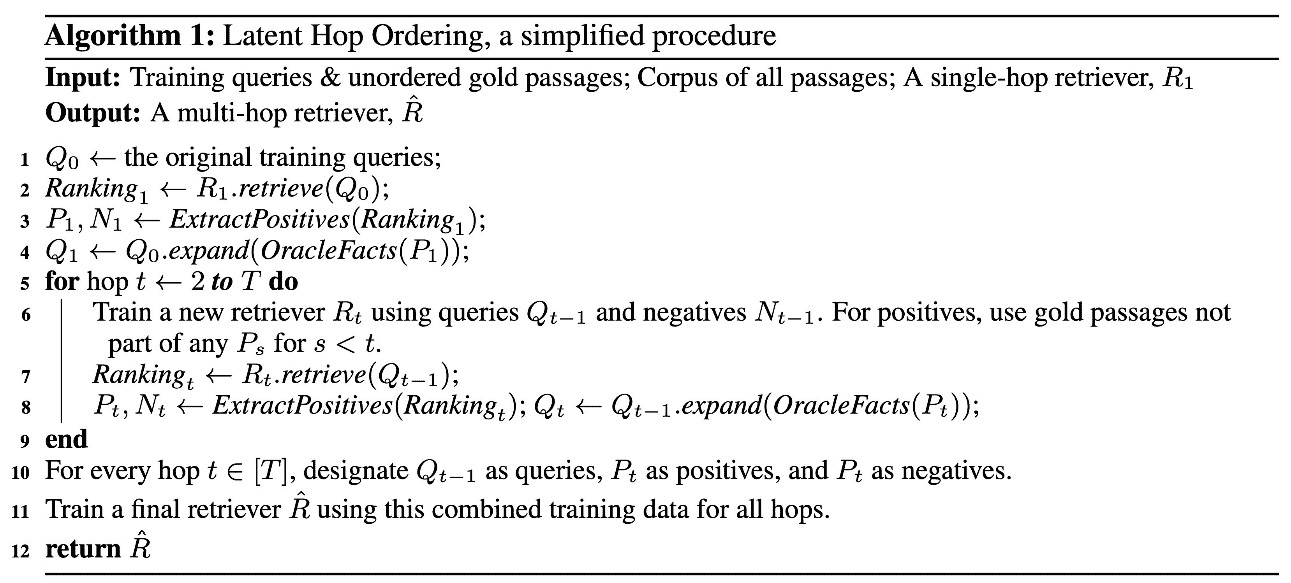 Algorithm 1: Latent Hop Ordering, a simplified procedure
Input: Training queries & unordered gold passages; Corpus of all passages; A single-hop retriever, R₁
Output: A multi-hop retriever, R̂
1 Q₀ ← the original training queries;
2 Ranking₁ ← R₁.retrieve(Q₀);
3 P₁, N₁ ← ExtractPositives(Ranking₁);
4 Q₁ ← Q₀.expand(OracleFacts(P₁));
5 for hop t ← 2 to T do
6 Train a new retriever Rₜ using queries Qₜ₋₁ and negatives Nₜ₋₁. For positives, use gold passages not
part of any Pₛ for s < t.
7 Rankingₜ ← Rₜ.retrieve(Qₜ₋₁);
8 Pₜ, Nₜ ← ExtractPositives(Rankingₜ); Qₜ ← Qₜ₋₁.expand(OracleFacts(Pₜ));
9 end
10 For every hop t ∈ [T], designate Qₜ₋₁ as queries, Pₜ as positives, and Pₜ as negatives.
11 Train a final retriever R̂ using this combined training data for all hops.
12 return R̂